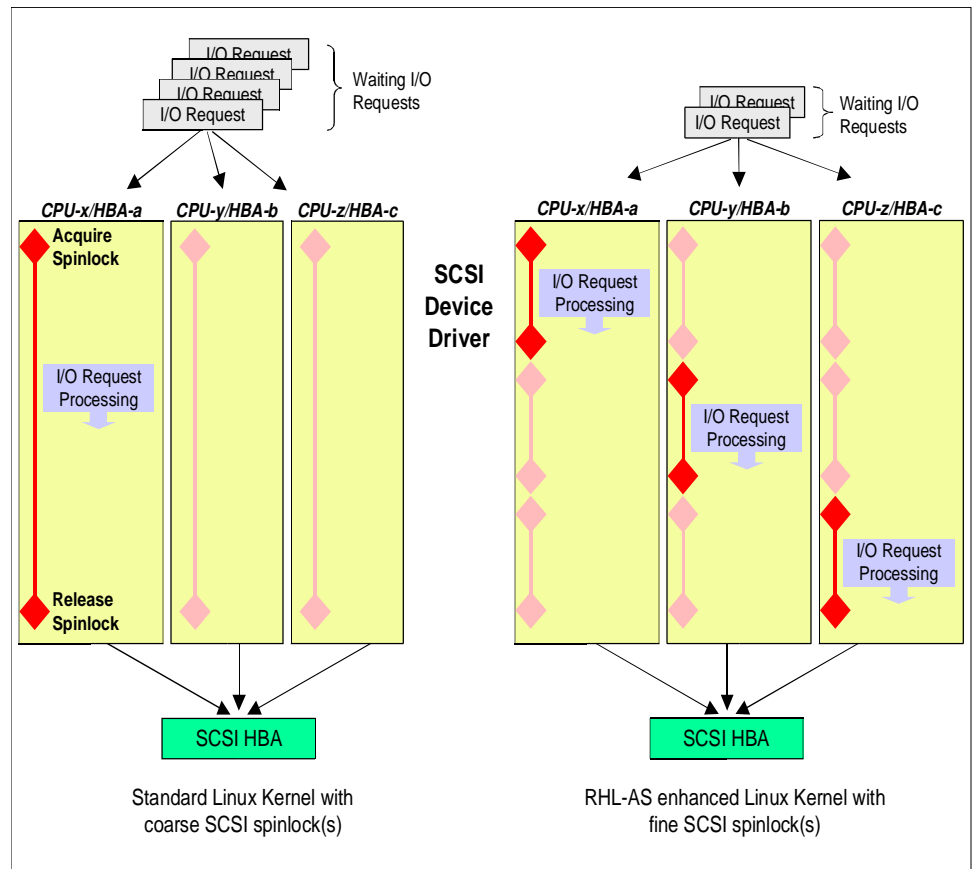 I/O Request
I/O Request
I/O Request
I/O Request
Waiting I/O
Requests
CPU-x/HBA-a
CPU-y/HBA-b
CPU-z/HBA-c
Acquire
Spinlock
I/O Request
Processing
Release
Spinlock
SCSI HBA
Standard Linux Kernel with
coarse SCSI spinlock(s)
SCSI
Device
Driver
I/O Request
I/O Request
Waiting I/O
Requests
CPU-x/HBA-a
CPU-y/HBA-b
CPU-z/HBA-c
I/O Request
Processing
I/O Request
Processing
I/O Request
Processing
SCSI HBA
RHL-AS enhanced Linux Kernel with
fine SCSI spinlock(s)